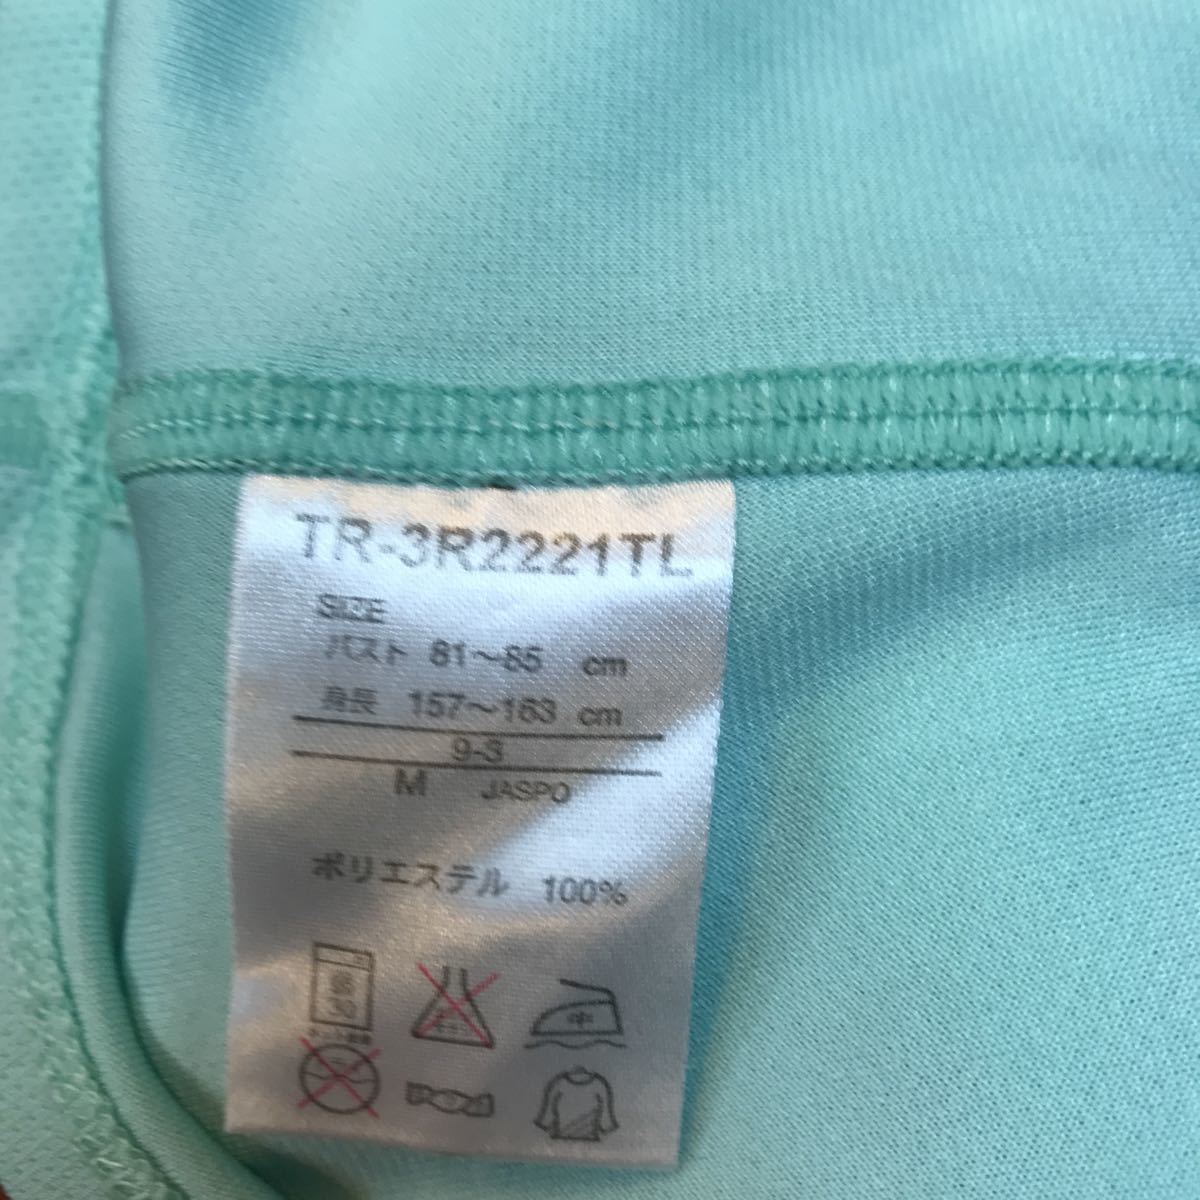 TR-3R2221TL
SIZE
バスト 81〜85 cm
身長 157〜163 cm
9-3
M JASPO
ポリエステル 100%
中